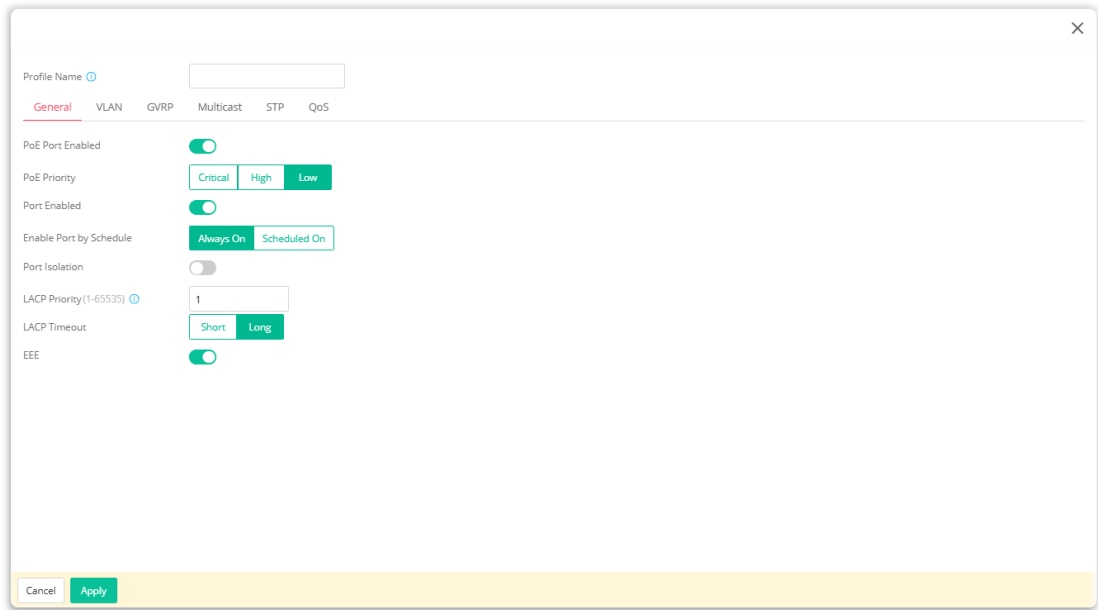 Profile Name
General VLAN GVRP Multicast STP QoS
PoE Port Enabled
PoE Priority Critical High Low
Port Enabled
Enable Port by Schedule Always On Scheduled On
Port Isolation
LACP Priority(1-65535) 1
LACP Timeout Short Long
EEE
Cancel Apply